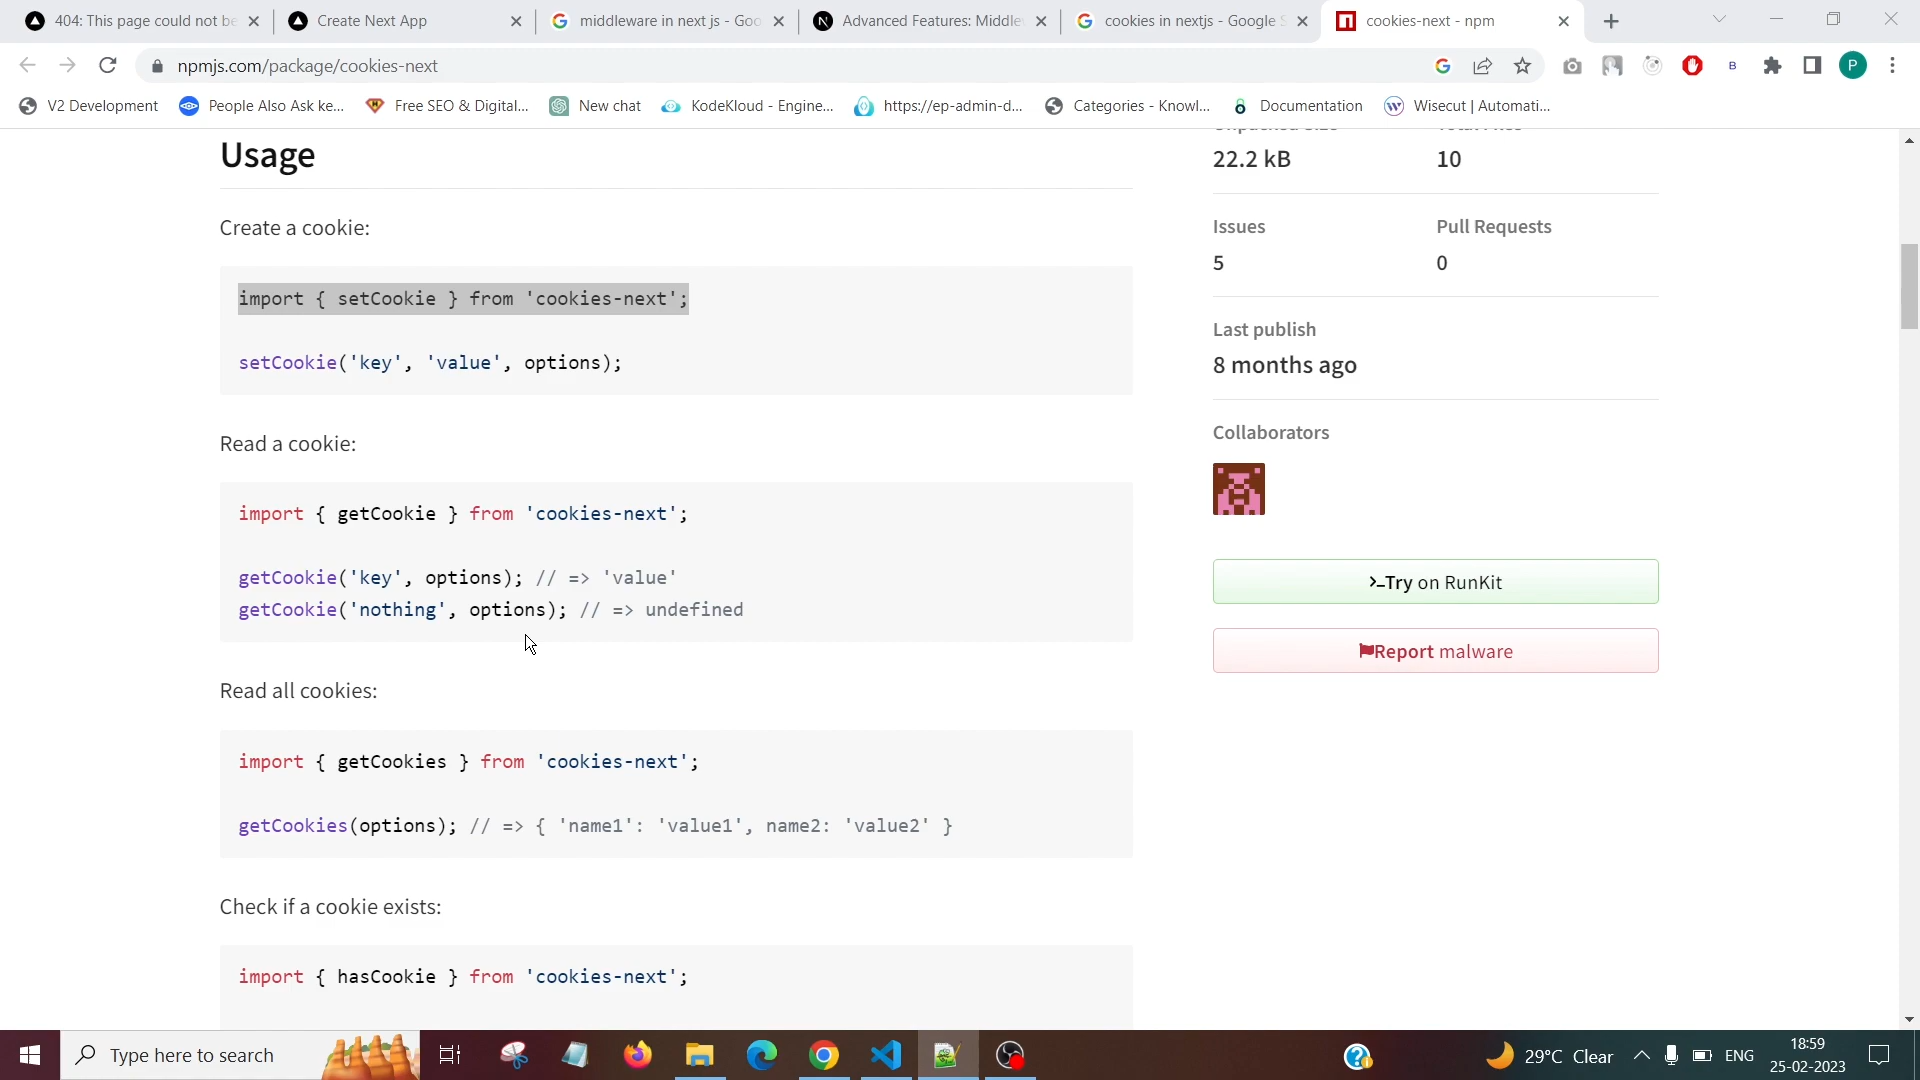 404: This page could not be
Create Next App
middleware in next js - Goo
Advanced Features: Middlew
cookies in nextjs - Google S
cookies-next - npm
npmjs.com/package/cookies-next
P
V2 Development
People Also Ask ke...
Free SEO & Digital...
New chat
KodeKloud - Engine...
https://ep-admin-d...
Categories - Knowl...
Documentation
Wisecut | Automati...
Usage
Create a cookie:
import { setCookie } from 'cookies-next';
setCookie('key', 'value', options);
Read a cookie:
import { getCookie } from 'cookies-next';
getCookie('key', options); // => 'value'
getCookie('nothing', options); // => undefined
Read all cookies:
import { getCookies } from 'cookies-next';
getCookies(options); // => { 'name1': 'value1', name2: 'value2' }
Check if a cookie exists:
import { hasCookie } from 'cookies-next';
22.2 kB
10
Issues
Pull Requests
5
0
Last publish
8 months ago
Collaborators
>_Try on RunKit
Report malware
Type here to search
29°C Clear
ENG
18:59
25-02-2023